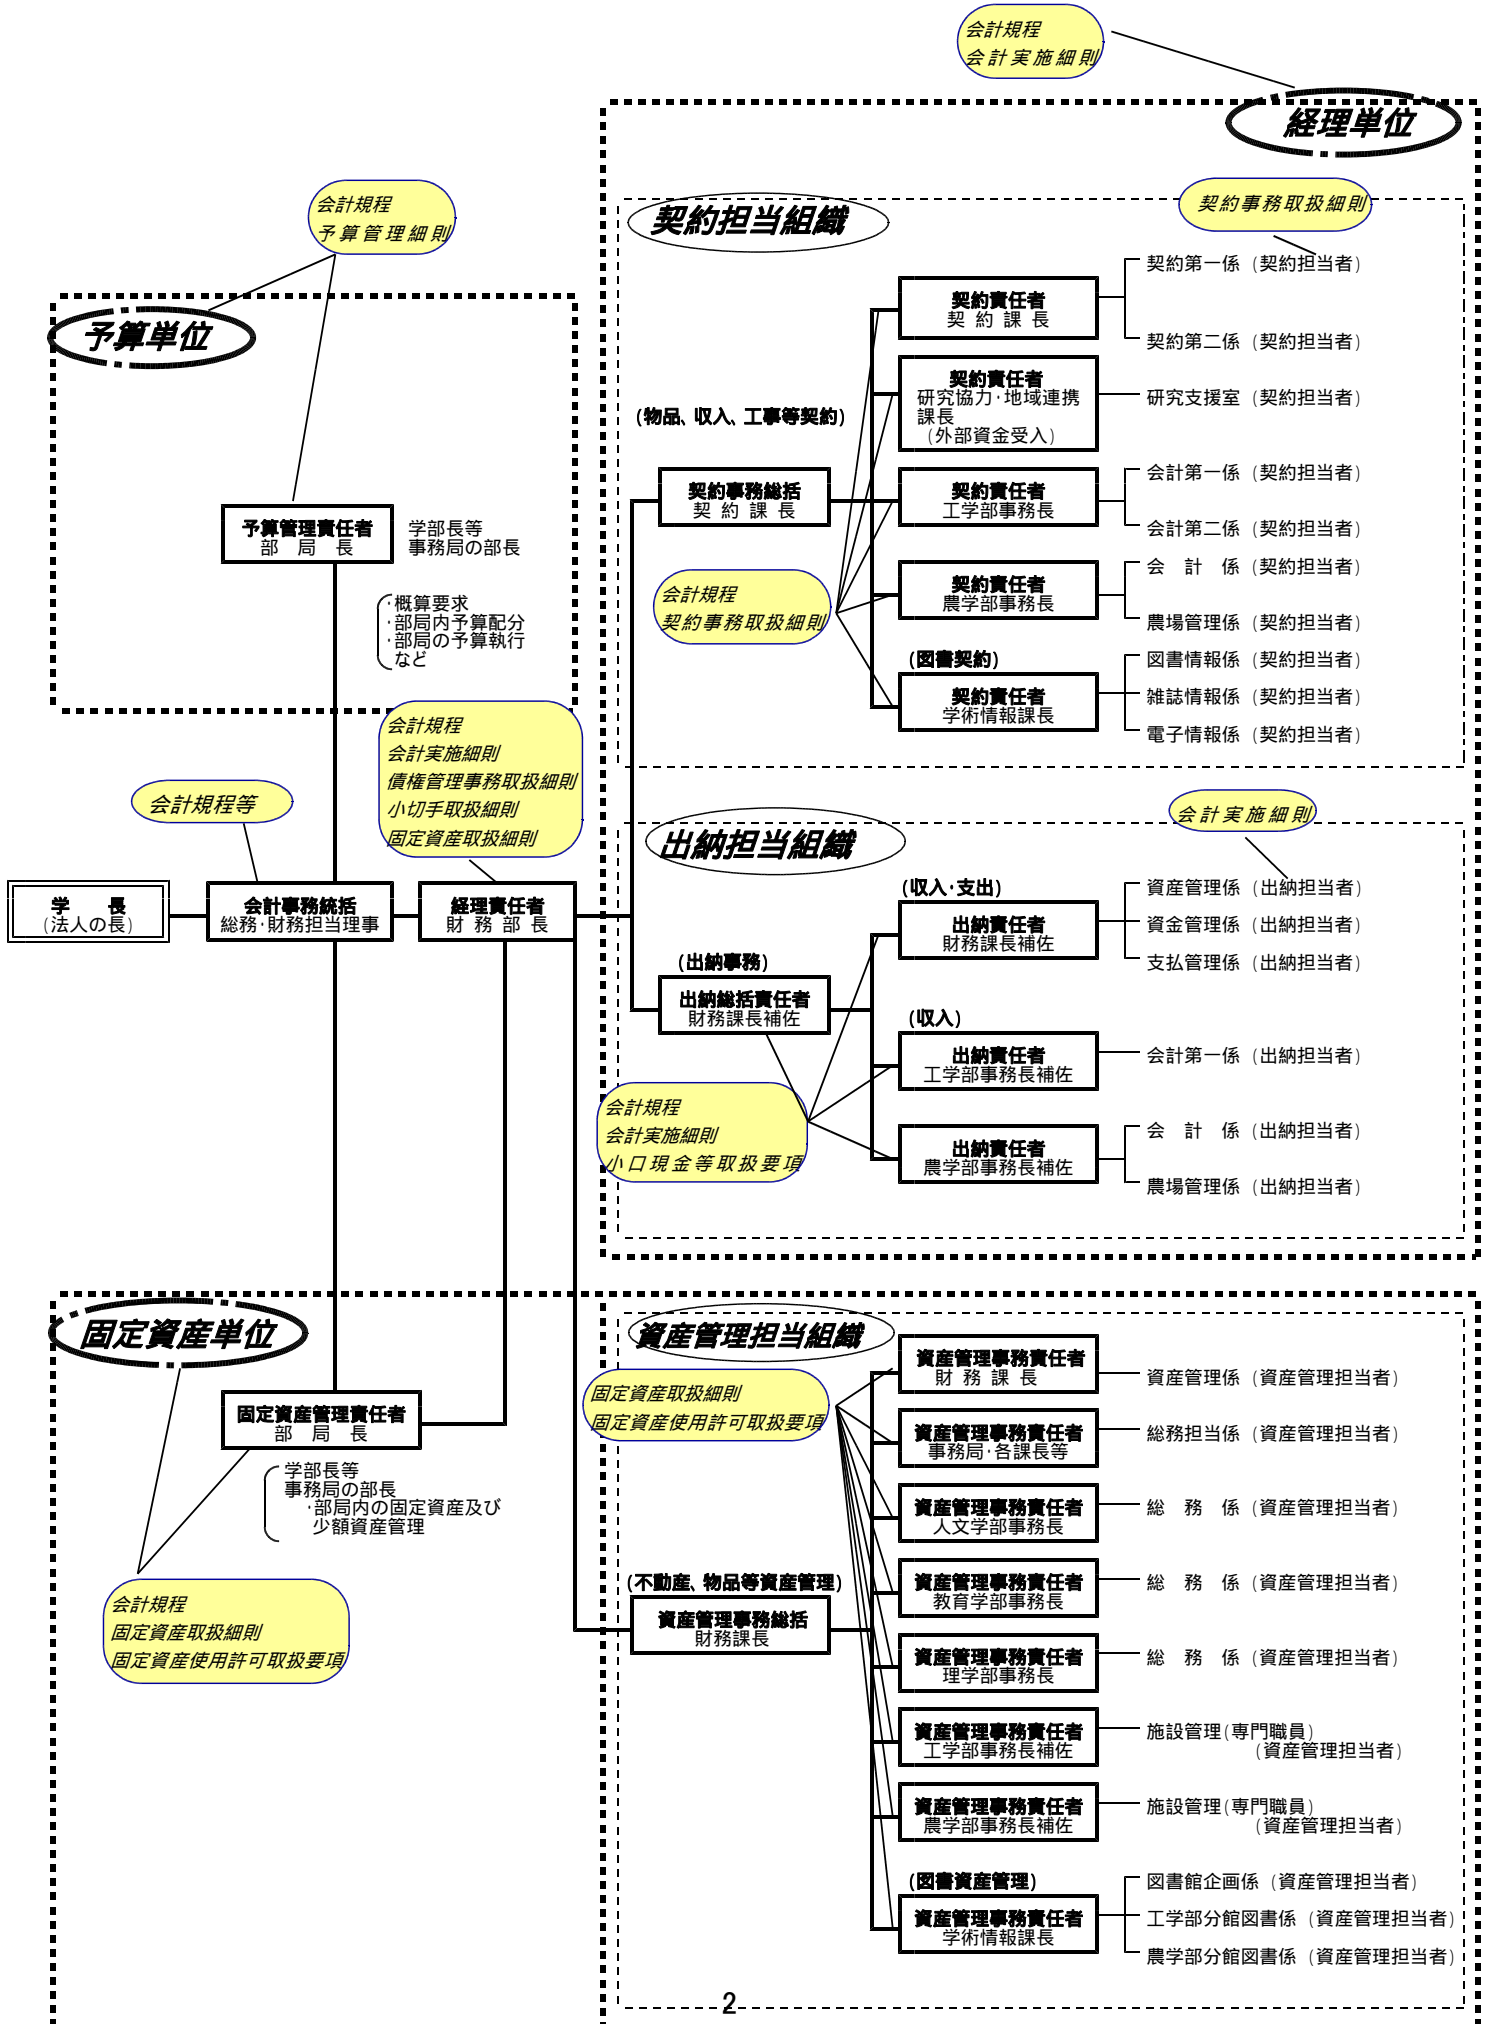 会計規程
会計実施細則
経理単位
会計規程
予算管理細則
契約担当組織
契約事務取扱細則
予算単位
契約責任者
契約課長
契約第一係（契約担当者）
契約第二係（契約担当者）
契約責任者
研究協力・地域連携
課長
（外部資金受入）
研究支援室（契約担当者）
（物品、収入、工事等契約）
契約事務総括
契約課長
契約責任者
工学部事務長
会計第一係（契約担当者）
会計第二係（契約担当者）
予算管理責任者
部　局　長
学部長等
事務局の部長
・概算要求
・部局内予算配分
・部局の予算執行
など
会計規程
契約事務取扱細則
契約責任者
農学部事務長
会　計　係（契約担当者）
農場管理係（契約担当者）
（図書契約）
契約責任者
学術情報課長
図書情報係（契約担当者）
雑誌情報係（契約担当者）
電子情報係（契約担当者）
会計規程
会計実施細則
債権管理事務取扱細則
小切手取扱細則
固定資産取扱細則
会計規程等
出納担当組織
会計実施細則
学　　長
（法人の長）
会計事務統括
総務・財務担当理事
経理責任者
財務部長
（収入・支出）
出納責任者
財務課長補佐
資産管理係（出納担当者）
資金管理係（出納担当者）
支払管理係（出納担当者）
（出納事務）
出納総括責任者
財務課長補佐
（収入）
出納責任者
工学部事務長補佐
会計第一係（出納担当者）
会計規程
会計実施細則
小口現金等取扱要項
出納責任者
農学部事務長補佐
会　計　係（出納担当者）
農場管理係（出納担当者）
固定資産単位
資産管理担当組織
固定資産取扱細則
固定資産使用許可取扱要項
資産管理事務責任者
財務課長
資産管理係（資産管理担当者）
固定資産管理責任者
部　局　長
学部長等
事務局の部長
・部局内の固定資産及び
少額資産管理
資産管理事務責任者
事務局・各課長等
総務担当係（資産管理担当者）
資産管理事務責任者
人文学部事務長
総　務　係（資産管理担当者）
会計規程
固定資産取扱細則
固定資産使用許可取扱要項
（不動産、物品等資産管理）
資産管理事務総括
財務課長
資産管理事務責任者
教育学部事務長
総　務　係（資産管理担当者）
資産管理事務責任者
理学部事務長
総　務　係（資産管理担当者）
資産管理事務責任者
工学部事務長補佐
施設管理（専門職員）
（資産管理担当者）
資産管理事務責任者
農学部事務長補佐
施設管理（専門職員）
（資産管理担当者）
（図書資産管理）
資産管理事務責任者
学術情報課長
図書館企画係（資産管理担当者）
工学部分館図書係（資産管理担当者）
農学部分館図書係（資産管理担当者）
2